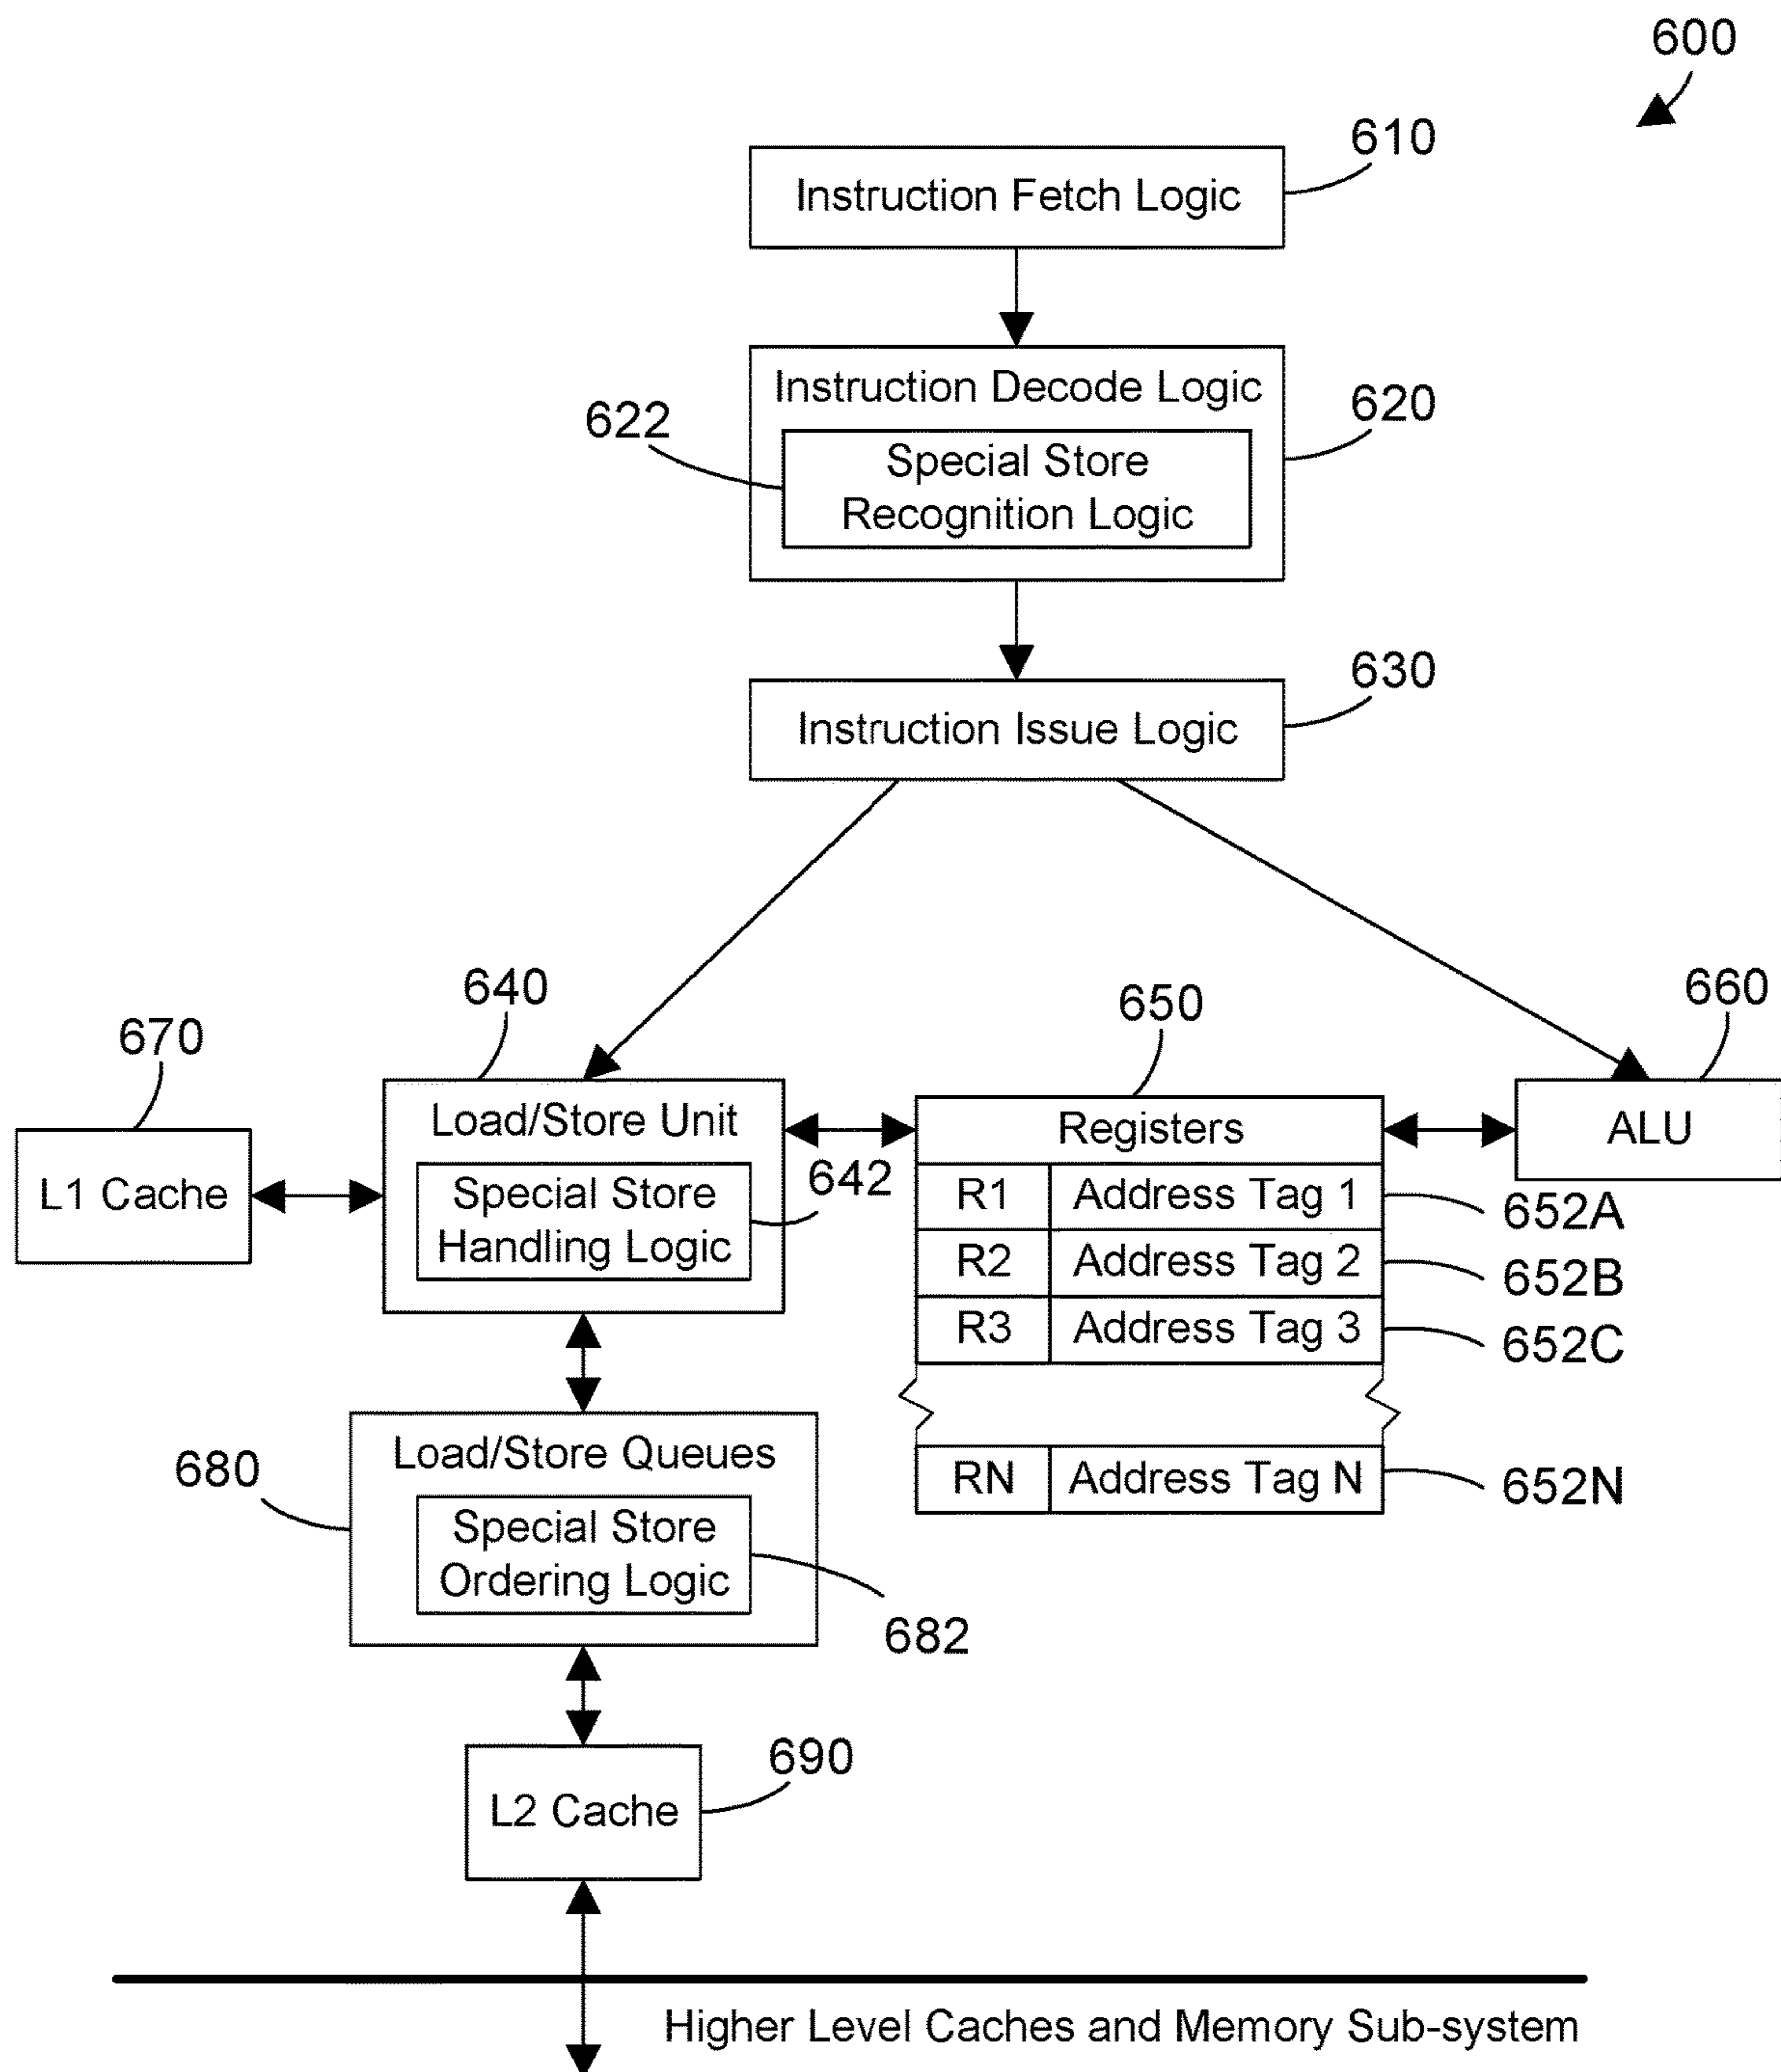 600
610
Instruction Fetch Logic
Instruction Decode Logic
620
622
Special Store
Recognition Logic
630
Instruction Issue Logic
640
650
660
670
Load/Store Unit
Registers
ALU
L1 Cache
Special Store
Handling Logic
642
R1 Address Tag 1
652A
R2 Address Tag 2
652B
R3 Address Tag 3
652C
680
Load/Store Queues
RN Address Tag N
652N
Special Store
Ordering Logic
682
690
L2 Cache
Higher Level Caches and Memory Sub-system